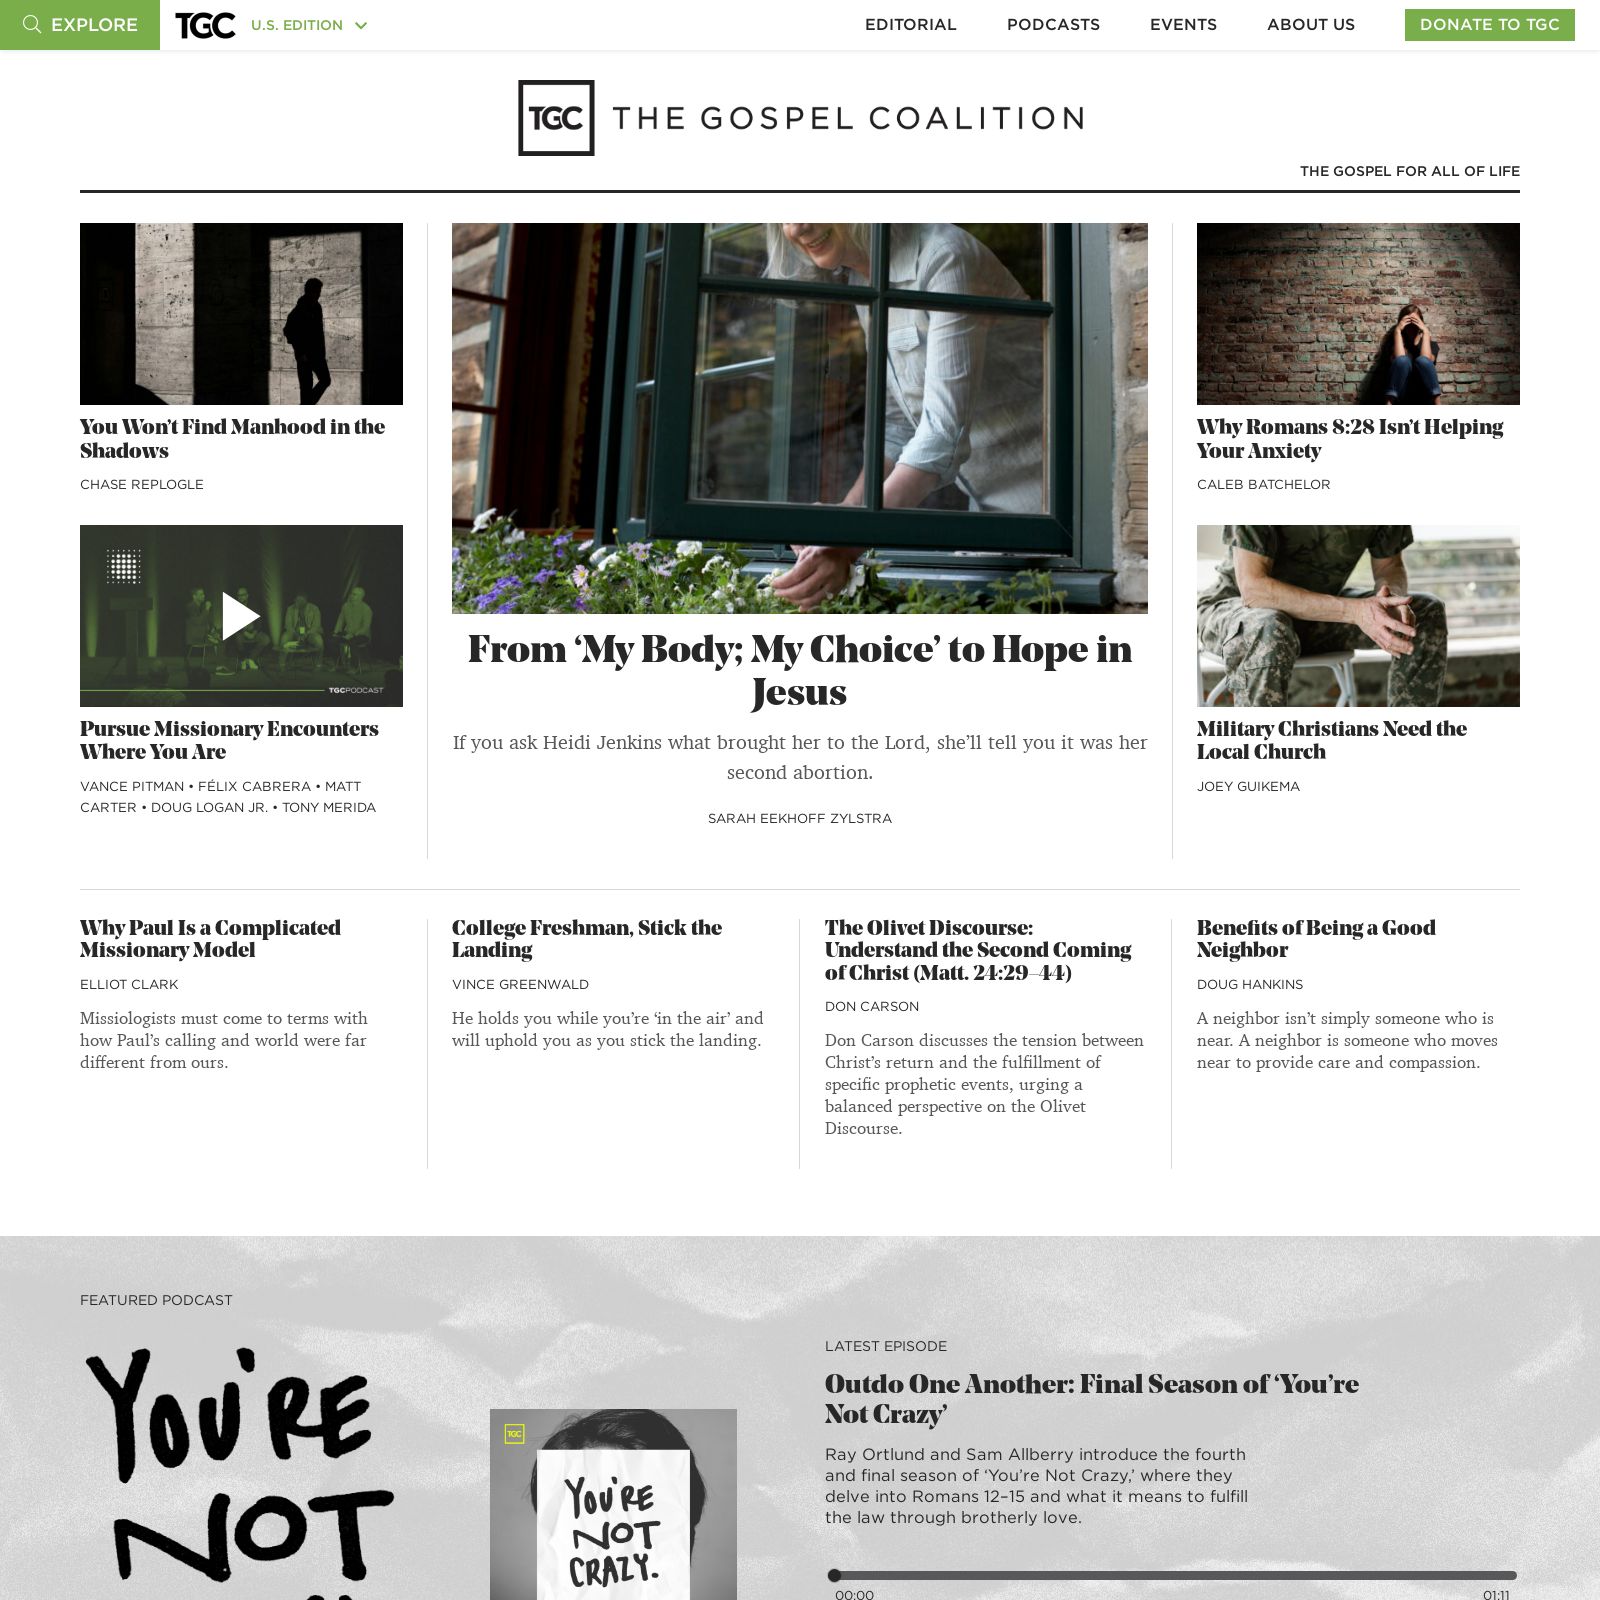 EXPLORE
TGC
U.S. EDITION
EDITORIAL
PODCASTS
EVENTS
ABOUT US
DONATE TO TGC
TGC
THE GOSPEL COALITION
THE GOSPEL FOR ALL OF LIFE
You Won’t Find Manhood in the
Shadows
CHASE REPLOGLE
TGCPODCAST
Pursue Missionary Encounters
Where You Are
VANCE PITMAN • FÉLIX CABRERA • MATT
CARTER • DOUG LOGAN JR. • TONY MERIDA
From ‘My Body; My Choice’ to Hope in
Jesus
If you ask Heidi Jenkins what brought her to the Lord, she’ll tell you it was her
second abortion.
SARAH EEKHOFF ZYLSTRA
Why Romans 8:28 Isn’t Helping
Your Anxiety
CALEB BATCHELOR
Military Christians Need the
Local Church
JOEY GUIKEMA
Why Paul Is a Complicated
Missionary Model
ELLIOT CLARK
Missiologists must come to terms with
how Paul’s calling and world were far
different from ours.
College Freshman, Stick the
Landing
VINCE GREENWALD
He holds you while you’re ‘in the air’ and
will uphold you as you stick the landing.
The Olivet Discourse:
Understand the Second Coming
of Christ (Matt. 24:29–44)
DON CARSON
Don Carson discusses the tension between
Christ’s return and the fulfillment of
specific prophetic events, urging a
balanced perspective on the Olivet
Discourse.
Benefits of Being a Good
Neighbor
DOUG HANKINS
A neighbor isn’t simply someone who is
near. A neighbor is someone who moves
near to provide care and compassion.
FEATURED PODCAST
YOU'RE
NOT
TGC
YOU'RE
NOT
CRAZY.
LATEST EPISODE
Outdo One Another: Final Season of ‘You’re
Not Crazy’
Ray Ortlund and Sam Allberry introduce the fourth
and final season of ‘You’re Not Crazy,’ where they
delve into Romans 12–15 and what it means to fulfill
the law through brotherly love.
00:00
01:11